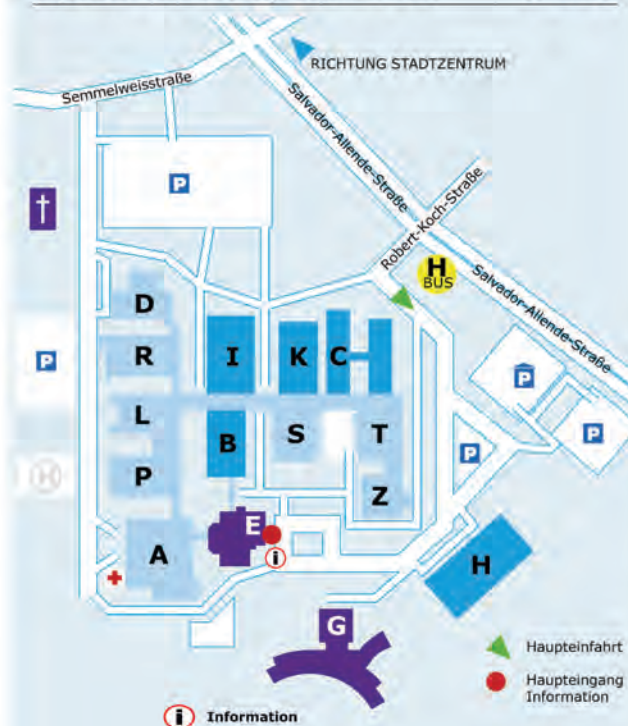 RICHTUNG STADTZENTRUM
Semmelweisstraße
Salvador-Allende-Straße
P
Robert-Koch-Straße
H
BUS
Salvador-Allende-Straße
D
R
I
K
C
P
P
L
B
S
T
P
P
H
P
Z
E
i
A
H
G
Haupteinfahrt
Haupteingang
Information
i Information